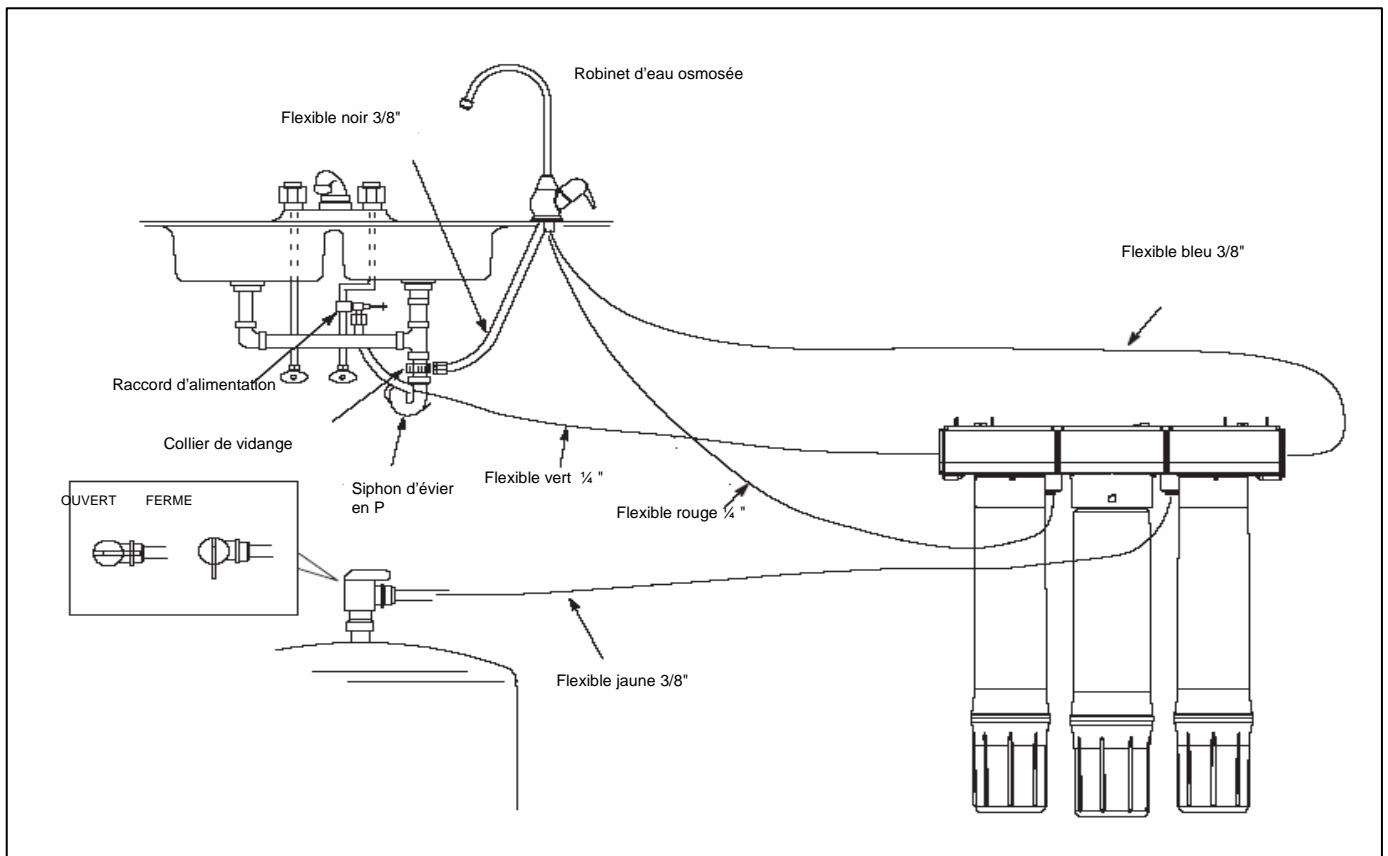 Robinet d'eau osmosée
Flexible noir 3/8"
Flexible bleu 3/8"
Raccord d'alimentation
Collier de vidange
Flexible vert ¼ "
Siphon d'évier
en P
Flexible rouge ¼ "
OUVERT FERME
Flexible jaune 3/8"